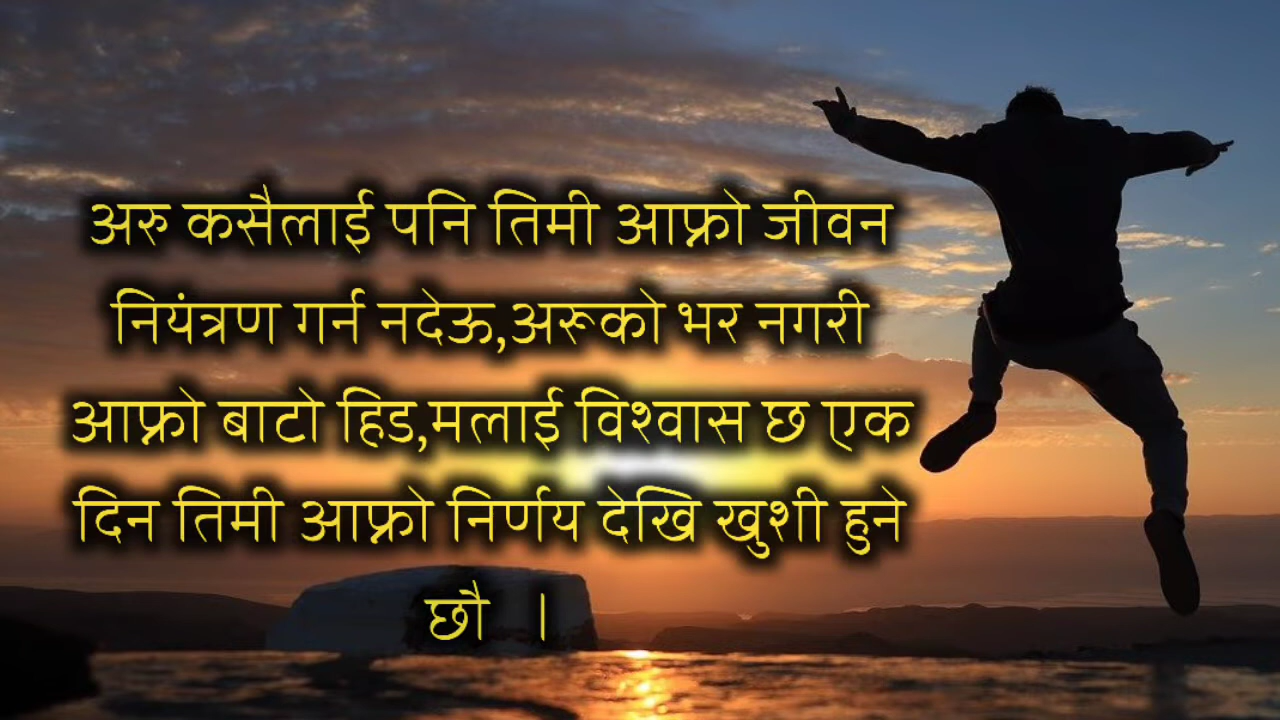 अरु कसैलाई पनि तिमी आफ्नो जीवन
नियंत्रण गर्न नदेऊ,अरूको भर नगरी
आफ्नो बाटो हिड,मलाई विश्वास छ एक
दिन तिमी आफ्नो निर्णय देखि खुशी हुने
छौ ।